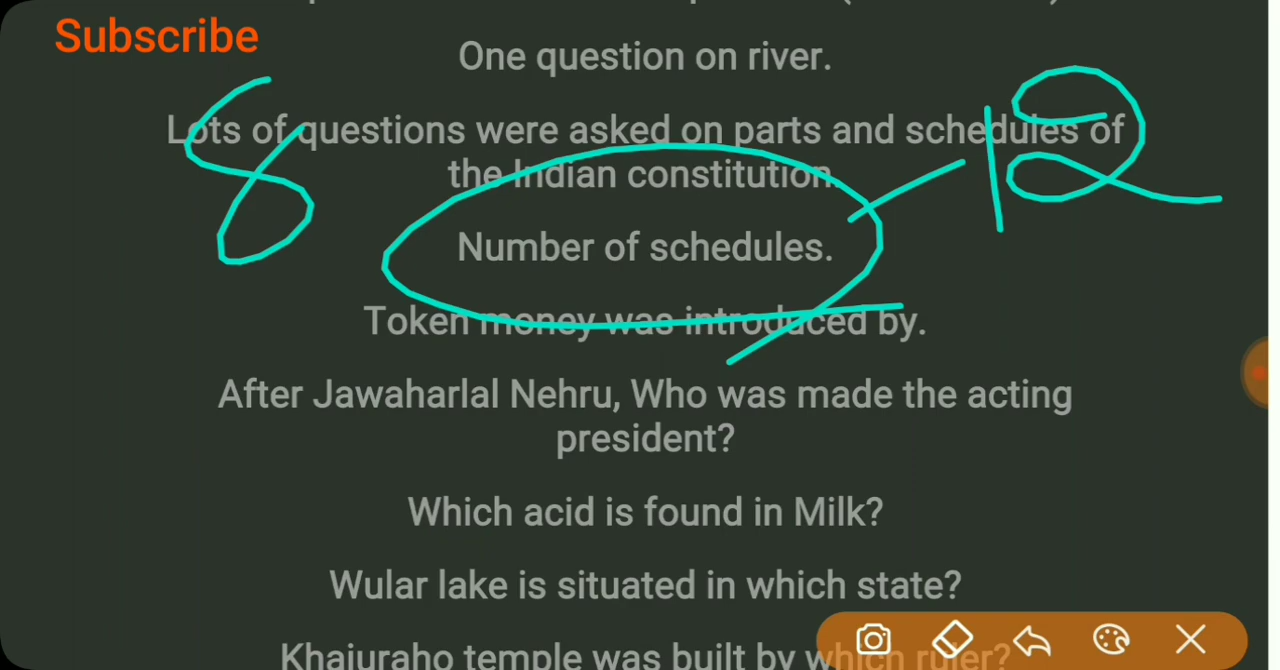 Subscribe
One question on river.
Lots of questions were asked on parts and schedules of
the Indian constitution.
8
12
Number of schedules.
Token money was introduced by.
After Jawaharlal Nehru, Who was made the acting
president?
Which acid is found in Milk?
Wular lake is situated in which state?
Khajuraho temple was built by which ruler?